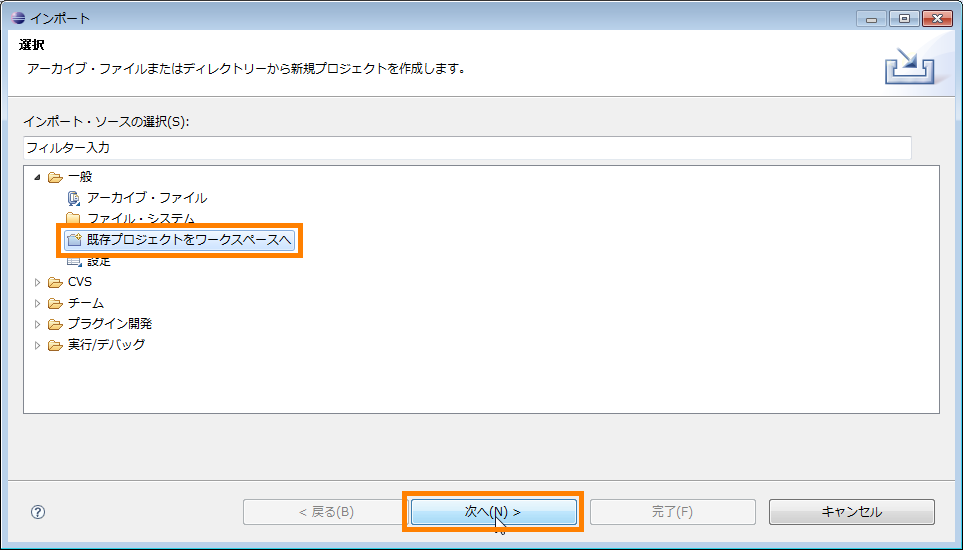 インポート
選択
アーカイブ・ファイルまたはディレクトリーから新規プロジェクトを作成します。
インポート・ソースの選択(S):
フィルター入力
一般
アーカイブ・ファイル
ファイル・システム
既存プロジェクトをワークスペースへ
設定
CVS
チーム
プラグイン開発
実行/デバッグ
< 戻る(B)
次へ(N) >
完了(F)
キャンセル